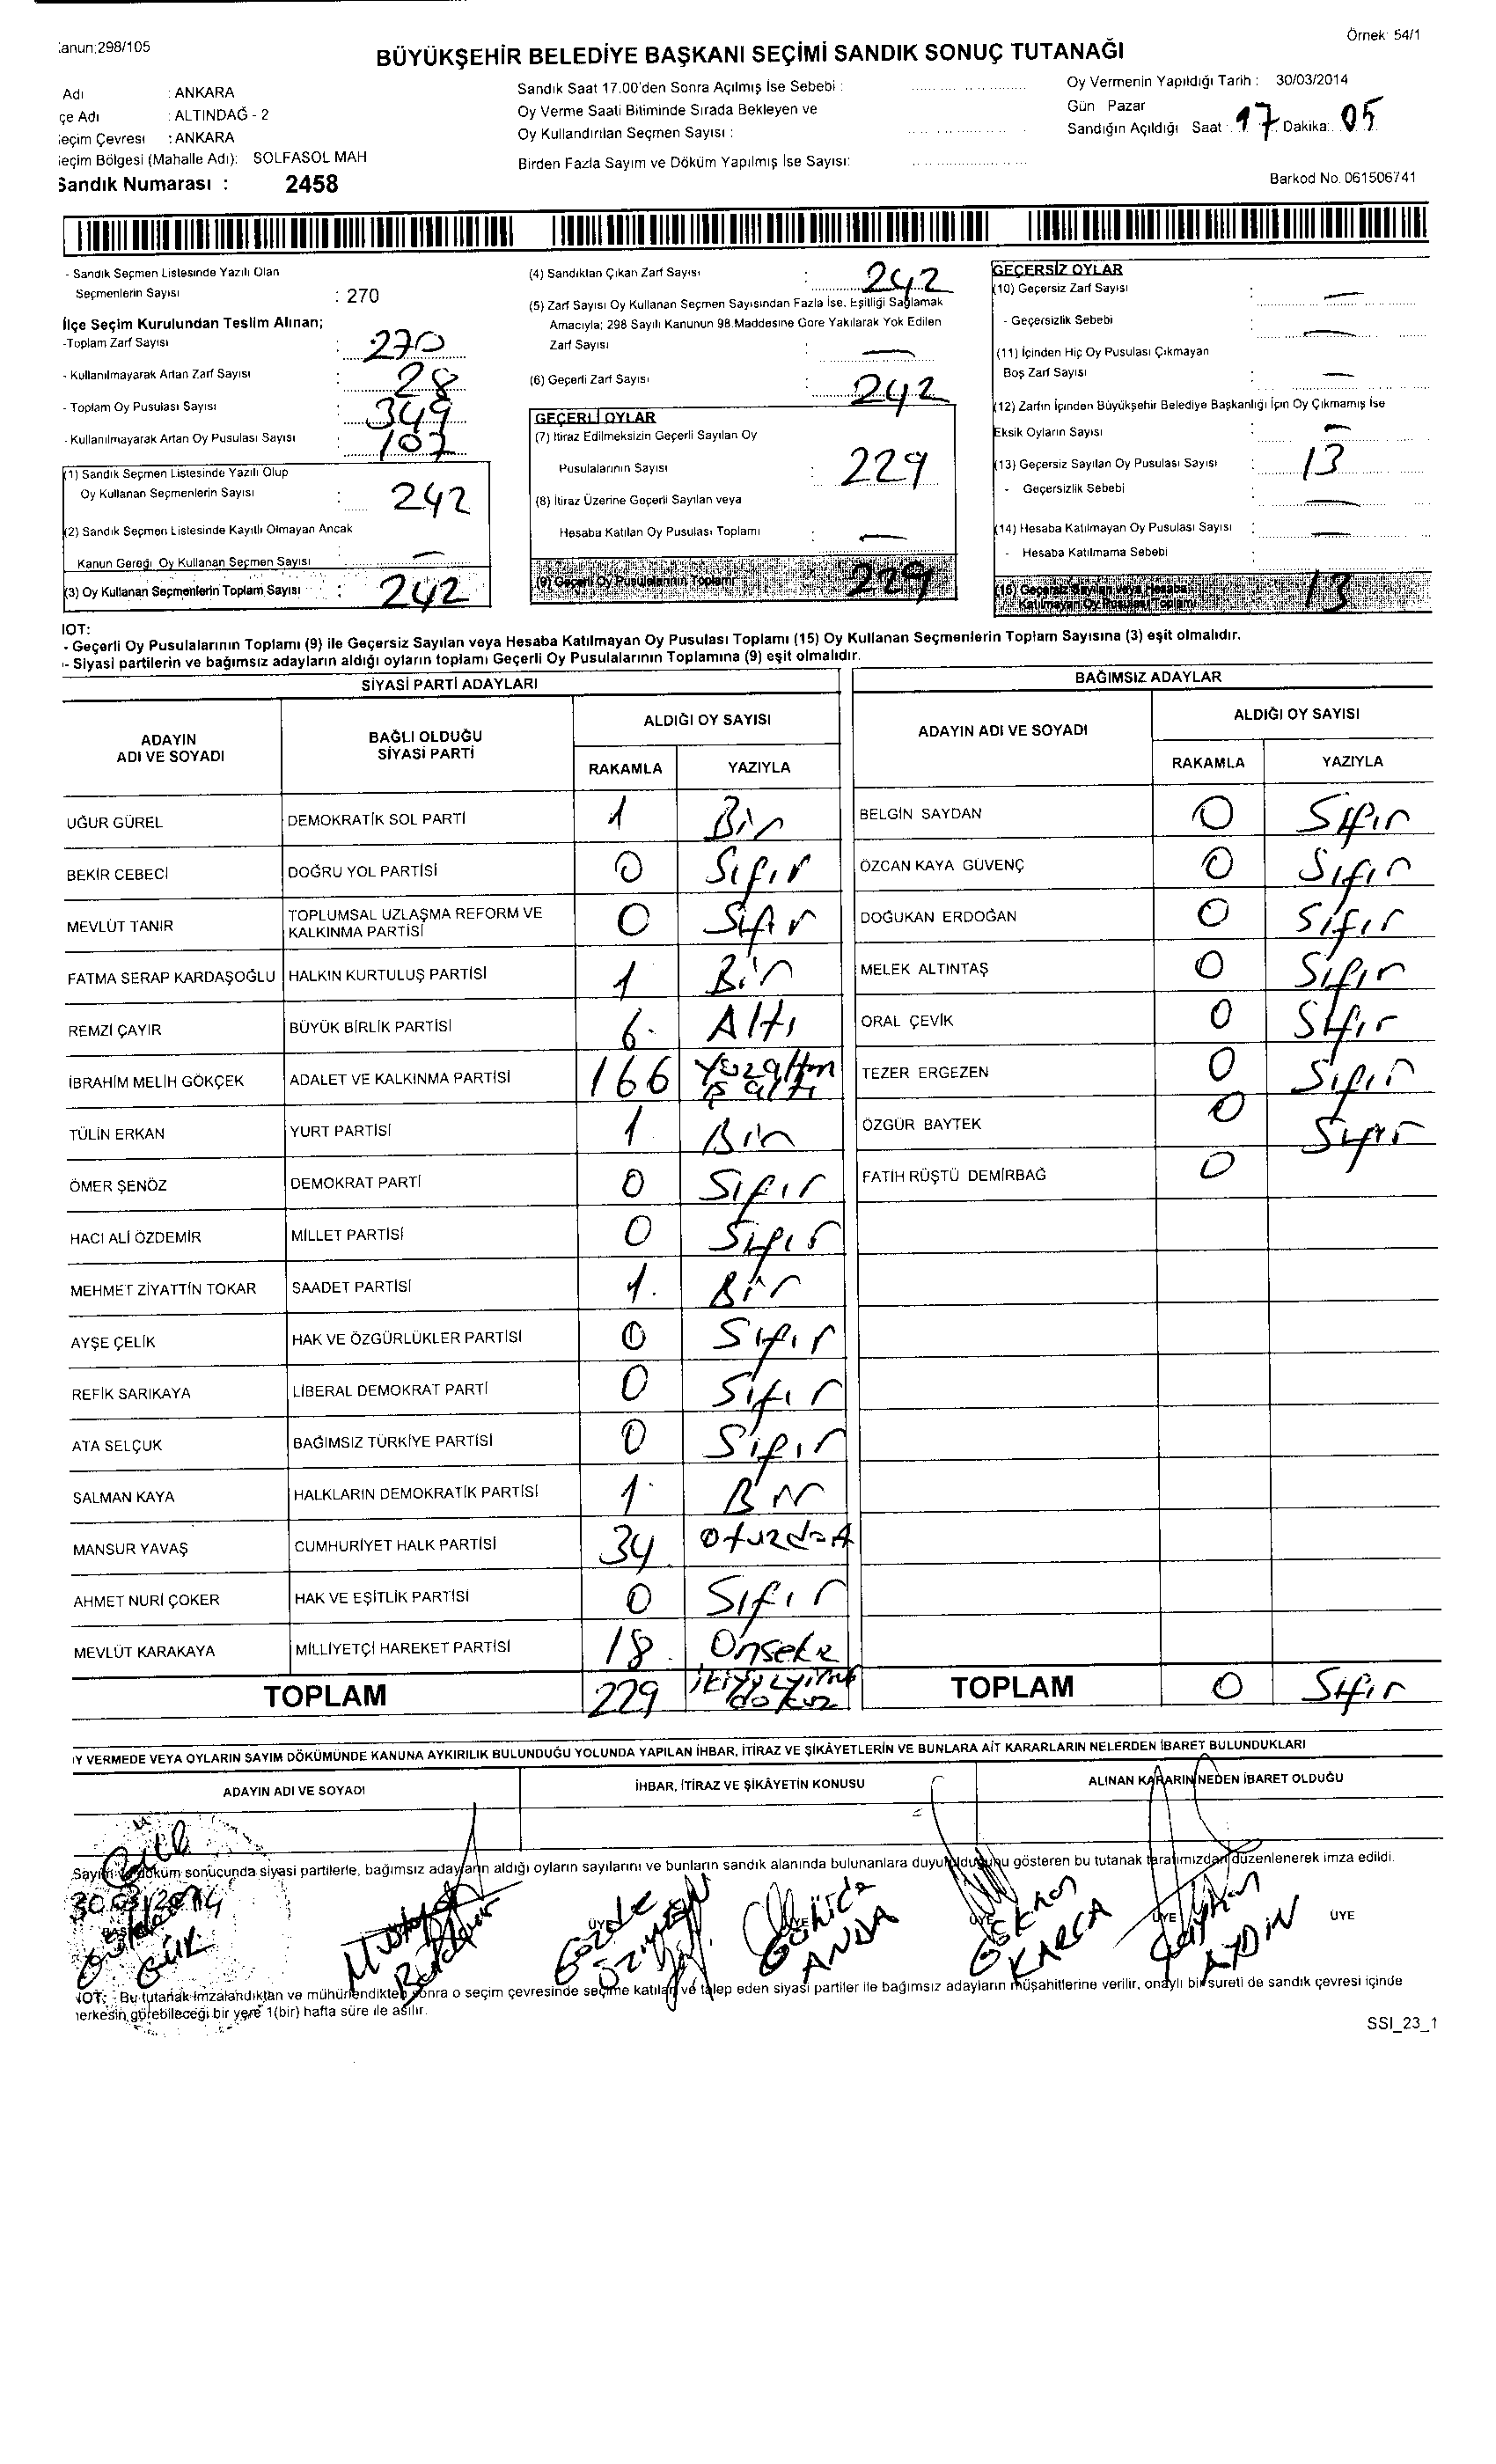 Kanun;298/105
Örnek: 54/1
BÜYÜKŞEHİR BELEDİYE BAŞKANI SEÇİMİ SANDIK SONUÇ TUTANAĞI
Adı : ANKARA
çe Adı : ALTINDAĞ - 2
eçim Çevresi : ANKARA
eçim Bölgesi (Mahalle Adı): SOLFASOL MAH
Sandık Numarası : 2458
Sandık Saat 17.00'den Sonra Açılmış İse Sebebi :
Oy Verme Saati Bitiminde Sırada Bekleyen ve
Oy Kullandırılan Seçmen Sayısı :
Birden Fazla Sayım ve Döküm Yapılmış İse Sayısı:
Oy Vermenin Yapıldığı Tarih : 30/03/2014
Gün Pazar
Sandığın Açıldığı Saat : 17 Dakika: 05
Barkod No. 061506741
- Sandık Seçmen Listesinde Yazılı Olan
Seçmenlerin Sayısı : 270
İlçe Seçim Kurulundan Teslim Alınan;
-Toplam Zarf Sayısı : 270
- Kullanılmayarak Artan Zarf Sayısı : 28
- Toplam Oy Pusulası Sayısı : 349
- Kullanılmayarak Artan Oy Pusulası Sayısı : 107
(1) Sandık Seçmen Listesinde Yazılı Olup
Oy Kullanan Seçmenlerin Sayısı : 242
(2) Sandık Seçmen Listesinde Kayıtlı Olmayan Ancak
Kanun Gereği Oy Kullanan Seçmen Sayısı : —
(3) Oy Kullanan Seçmenlerin Toplam Sayısı : 242
(4) Sandıktan Çıkan Zarf Sayısı : 242
(5) Zarf Sayısı Oy Kullanan Seçmen Sayısından Fazla İse, Eşitliği Sağlamak
Amacıyla; 298 Sayılı Kanunun 98.Maddesine Göre Yakılarak Yok Edilen
Zarf Sayısı : —
(6) Geçerli Zarf Sayısı : 242
GEÇERLİ OYLAR
(7) İtiraz Edilmeksizin Geçerli Sayılan Oy
Pusulalarının Sayısı : 229
(8) İtiraz Üzerine Geçerli Sayılan veya
Hesaba Katılan Oy Pusulası Toplamı : —
(9) Geçerli Oy Pusulalarının Toplamı 229
GEÇERSİZ OYLAR
(10) Geçersiz Zarf Sayısı : —
- Geçersizlik Sebebi : —
(11) İçinden Hiç Oy Pusulası Çıkmayan
Boş Zarf Sayısı : —
(12) Zarfın İçinden Büyükşehir Belediye Başkanlığı İçin Oy Çıkmamış İse
Eksik Oyların Sayısı : —
(13) Geçersiz Sayılan Oy Pusulası Sayısı : 13
- Geçersizlik Sebebi : —
(14) Hesaba Katılmayan Oy Pusulası Sayısı : —
- Hesaba Katılmama Sebebi :
(15) Geçersiz Sayılan veya Hesaba
Katılmayan Oy Pusulası Toplamı 13
NOT:
- Geçerli Oy Pusulalarının Toplamı (9) ile Geçersiz Sayılan veya Hesaba Katılmayan Oy Pusulası Toplamı (15) Oy Kullanan Seçmenlerin Toplam Sayısına (3) eşit olmalıdır.
- Siyasi partilerin ve bağımsız adayların aldığı oyların toplamı Geçerli Oy Pusulalarının Toplamına (9) eşit olmalıdır.
SİYASİ PARTİ ADAYLARI
ADAYIN ADI VE SOYADI BAĞLI OLDUĞU SİYASİ PARTİ ALDIĞI OY SAYISI RAKAMLA YAZIYLA
UĞUR GÜREL DEMOKRATİK SOL PARTİ 1 Bir
BEKİR CEBECİ DOĞRU YOL PARTİSİ 0 Sıfır
MEVLÜT TANIR TOPLUMSAL UZLAŞMA REFORM VE KALKINMA PARTİSİ 0 Sıfır
FATMA SERAP KARDAŞOĞLU HALKIN KURTULUŞ PARTİSİ 1 Bir
REMZİ ÇAYIR BÜYÜK BİRLİK PARTİSİ 6 Altı
İBRAHİM MELİH GÖKÇEK ADALET VE KALKINMA PARTİSİ 166 Yüzaltmışaltı
TÜLİN ERKAN YURT PARTİSİ 1 Bir
ÖMER ŞENÖZ DEMOKRAT PARTİ 0 Sıfır
HACI ALİ ÖZDEMİR MİLLET PARTİSİ 0 Sıfır
MEHMET ZİYATTİN TOKAR SAADET PARTİSİ 1. Bir
AYŞE ÇELİK HAK VE ÖZGÜRLÜKLER PARTİSİ 0 Sıfır
REFİK SARIKAYA LİBERAL DEMOKRAT PARTİ 0 Sıfır
ATA SELÇUK BAĞIMSIZ TÜRKİYE PARTİSİ 0 Sıfır
SALMAN KAYA HALKLARIN DEMOKRATİK PARTİSİ 1 Bir
MANSUR YAVAŞ CUMHURİYET HALK PARTİSİ 34 Otuzdört
AHMET NURİ ÇOKER HAK VE EŞİTLİK PARTİSİ 0 Sıfır
MEVLÜT KARAKAYA MİLLİYETÇİ HAREKET PARTİSİ 18 Onsekiz
TOPLAM 229 ikiyüzyirmidokuz
BAĞIMSIZ ADAYLAR
ADAYIN ADI VE SOYADI ALDIĞI OY SAYISI RAKAMLA YAZIYLA
BELGİN SAYDAN 0 Sıfır
ÖZCAN KAYA GÜVENÇ 0 Sıfır
DOĞUKAN ERDOĞAN 0 Sıfır
MELEK ALTINTAŞ 0 Sıfır
ORAL ÇEVİK 0 Sıfır
TEZER ERGEZEN 0 Sıfır
ÖZGÜR BAYTEK 0 Sıfır
FATİH RÜŞTÜ DEMİRBAĞ 0
TOPLAM 0 Sıfır
OY VERMEDE VEYA OYLARIN SAYIM DÖKÜMÜNDE KANUNA AYKIRILIK BULUNDUĞU YOLUNDA YAPILAN İHBAR, İTİRAZ VE ŞİKÂYETLERİN VE BUNLARA AİT KARARLARIN NELERDEN İBARET BULUNDUKLARI
ADAYIN ADI VE SOYADI İHBAR, İTİRAZ VE ŞİKÂYETİN KONUSU ALINAN KARARIN NEDEN İBARET OLDUĞU
Sayım ve döküm sonucunda siyasi partilerle, bağımsız adayların aldığı oyların sayılarını ve bunların sandık alanında bulunanlara duyurulduğunu gösteren bu tutanak tarafımızdan düzenlenerek imza edildi.
30.03/2014
ÜYE ÜYE ÜYE ÜYE ÜYE
Gözde
ANDA
Gökhan KARCA
Aykan AYDIN
NOT: Bu tutanak imzalandıktan ve mühürlendikten sonra o seçim çevresinde seçime katılan ve talep eden siyasi partiler ile bağımsız adayların müşahitlerine verilir, onaylı bir sureti de sandık çevresi içinde
herkesin görebileceği bir yere 1(bir) hafta süre ile asılır.
SSI_23_1